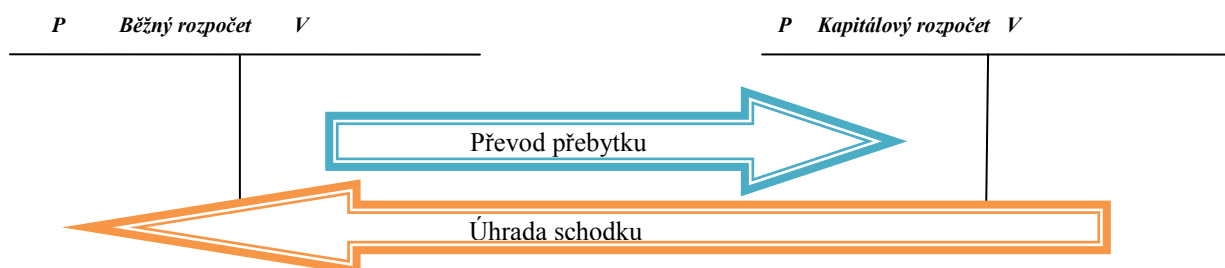 P Běžný rozpočet V P Kapitálový rozpočet V
Převod přebytku
Úhrada schodku